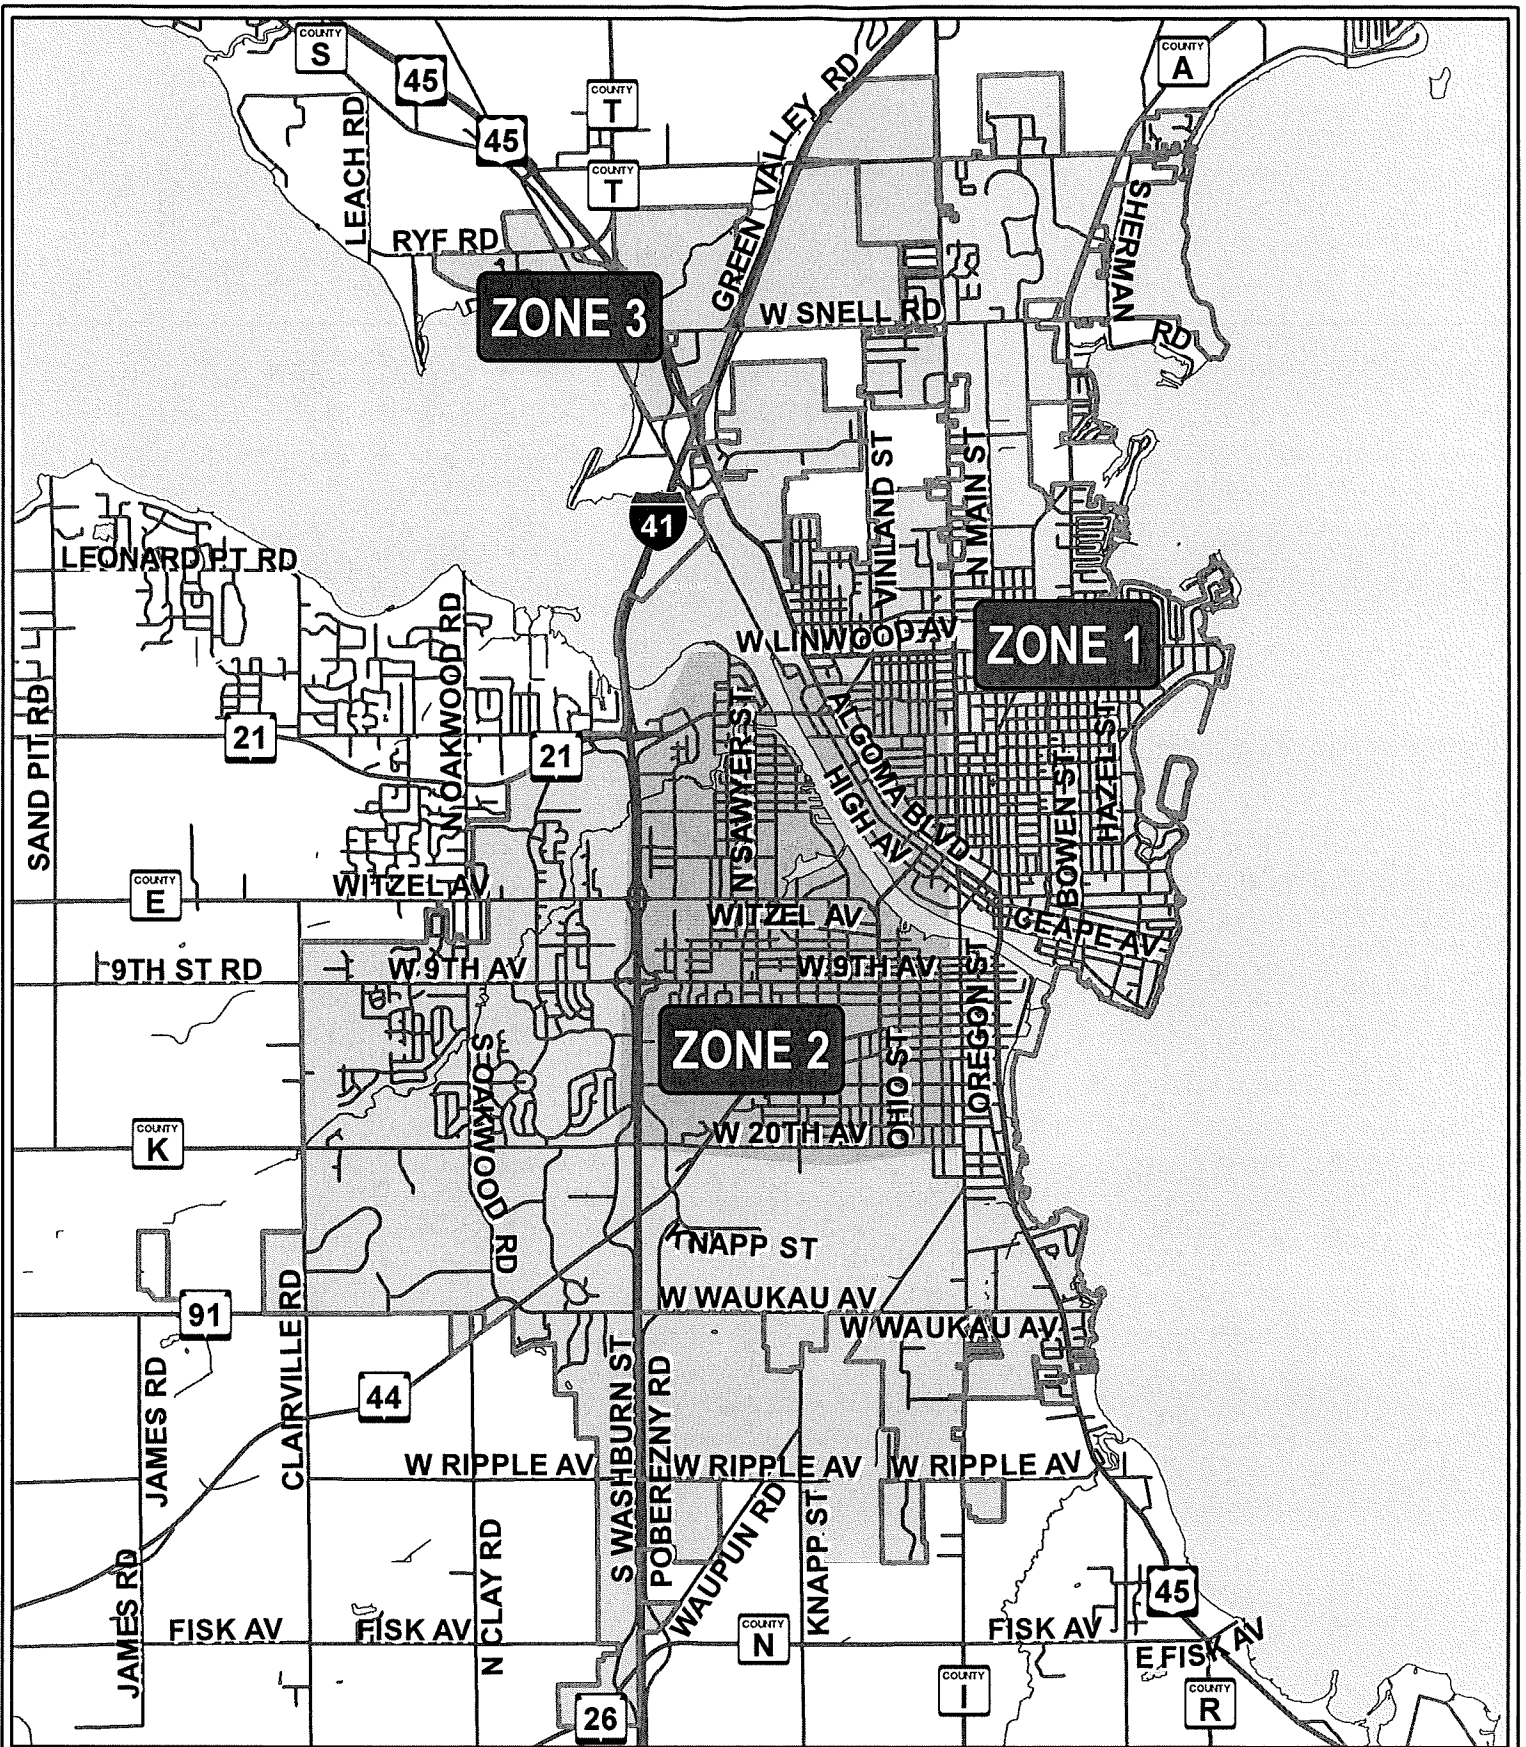 COUNTY
S
45
COUNTY
A
COUNTY
T
45
COUNTY
T
LEACH RD
GREEN VALLEY RD
SHERMAN
RD
RYF RD
ZONE 3
W SNELL RD
41
VINLAND ST
N MAIN ST
LEONARD PT RD
N OAKWOOD RD
W LINWOOD AV
ZONE 1
SAND PIT RD
21
21
N SAWYER ST
ALGOMA BLVD
HIGH AV
BOWEN ST
HAZEL ST
COUNTY
E
WITZEL AV
WITZEL AV
CEAPE AV
9TH ST RD
W 9TH AV
W 9TH AV
OREGON ST
ZONE 2
OHIO ST
S OAKWOOD RD
COUNTY
K
W 20TH AV
KNAPP ST
W WAUKAU AV
W WAUKAU AV
91
CLAIRVILLE RD
44
JAMES RD
S WASHBURN ST
POBEREZNY RD
W RIPPLE AV
W RIPPLE AV
W RIPPLE AV
WAUPUN RD
KNAPP ST
N CLAY RD
JAMES RD
45
FISK AV
FISK AV
COUNTY
N
FISK AV
E FISK AV
COUNTY
I
COUNTY
R
26